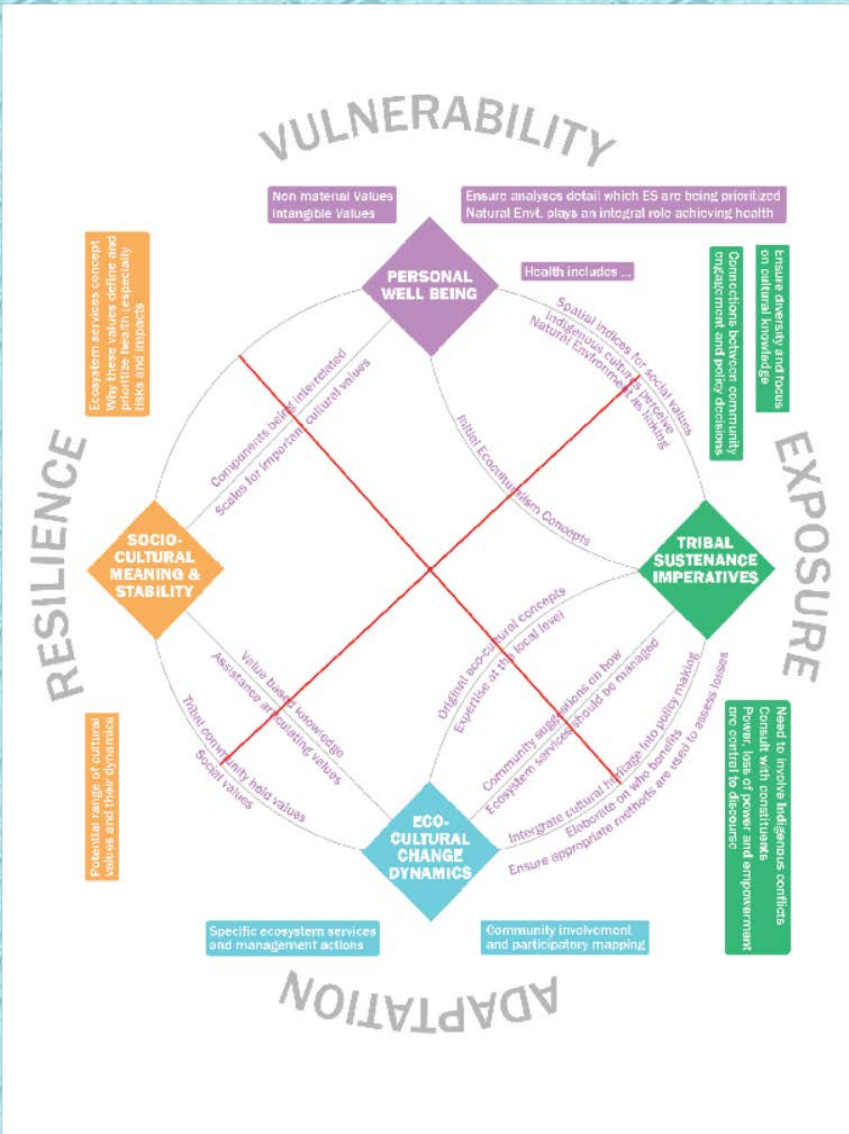 VULNERABILITY
Non material Values
Intangible Values
Ensure analyses detail which ES are being prioritized
Natural Envt. plays an integral role achieving health
PERSONAL
WELL BEING
Health includes ...
Ecosystem services concept
Why these values define and
prioritize health (especially
risks and impacts
Ensure diversity and focus
on cultural knowledge
Connections between community
engagement and policy decisions
Spatial indices for social values
Indigenous cultures perceive
Natural Environment as linking
Components being interrelated
Scales for important cultural values
Initial Ecoculturalism Concepts
RESILIENCE
EXPOSURE
SOCIO-
CULTURAL
MEANING &
STABILITY
TRIBAL
SUSTENANCE
IMPERATIVES
Original eco-cultural concepts
Expertise at the local level
Value based knowledge
Assistance articulating values
Community suggestions on how
Ecosystem services should be managed
Tribal community held values
Social values
Intergrate cultural heritage into policy making
Elaborate on who benefits
Ensure appropriate methods are used to assess losses
Potential range of cultural
values and their dynamics
Need to involve Indigenous conflicts
Consult with constituents
Power, loss of power and empowerment
are central to discourse
ECO-
CULTURAL
CHANGE
DYNAMICS
Specific ecosystem services
and management actions
Community involvement
and participatory mapping
ADAPTATION